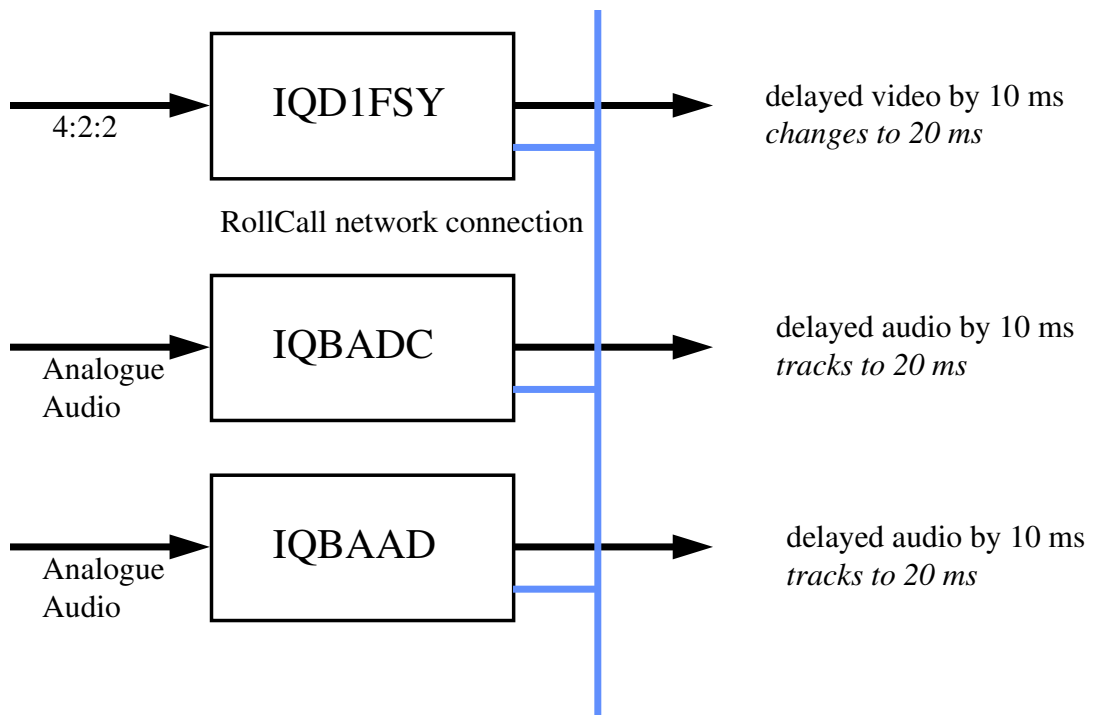 IQD1FSY
4:2:2
delayed video by 10 ms
changes to 20 ms
RollCall network connection
IQBADC
Analogue
Audio
delayed audio by 10 ms
tracks to 20 ms
IQBAAD
Analogue
Audio
delayed audio by 10 ms
tracks to 20 ms